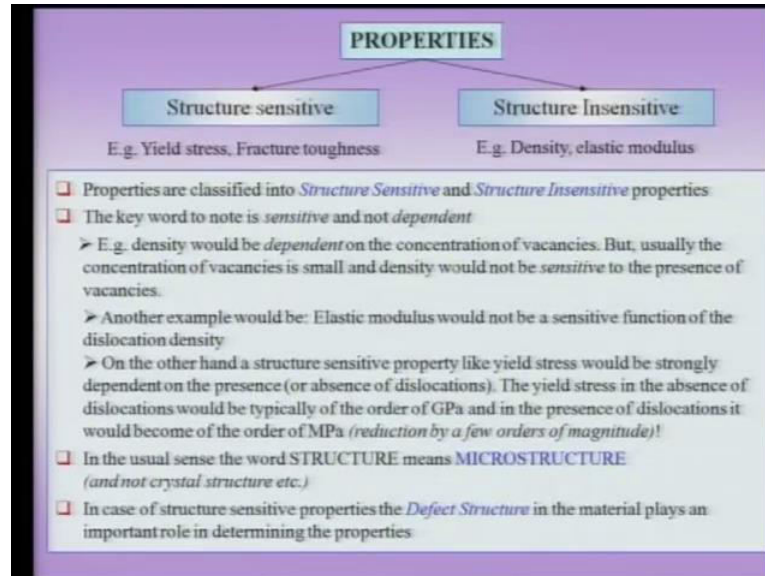 PROPERTIES
Structure sensitive
Structure Insensitive
E.g. Yield stress, Fracture toughness
E.g. Density, elastic modulus
Properties are classified into Structure Sensitive and Structure Insensitive properties
The key word to note is sensitive and not dependent
➤ E.g. density would be dependent on the concentration of vacancies. But, usually the
concentration of vacancies is small and density would not be sensitive to the presence of
vacancies.
➤ Another example would be: Elastic modulus would not be a sensitive function of the
dislocation density
➤ On the other hand a structure sensitive property like yield stress would be strongly
dependent on the presence (or absence of dislocations). The yield stress in the absence of
dislocations would be typically of the order of GPa and in the presence of dislocations it
would become of the order of MPa (reduction by a few orders of magnitude)!
In the usual sense the word STRUCTURE means MICROSTRUCTURE
(and not crystal structure etc.)
In case of structure sensitive properties the Defect Structure in the material plays an
important role in determining the properties